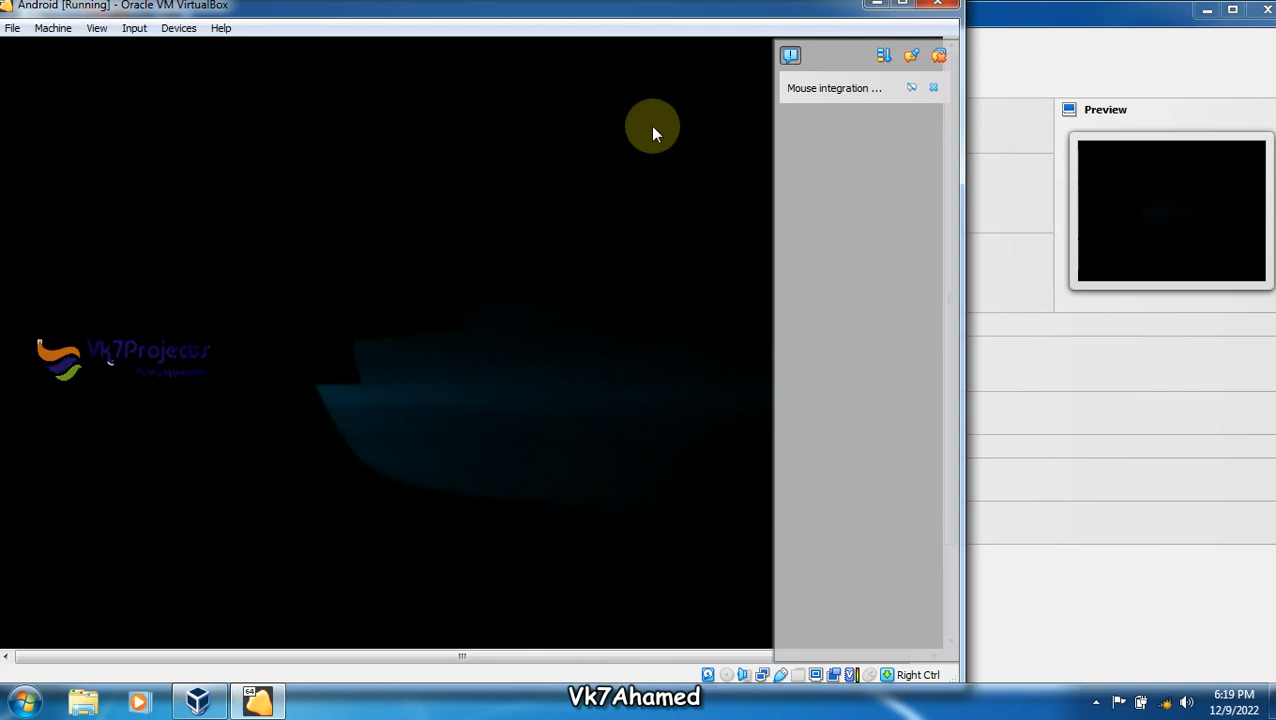 Android [Running] - Oracle VM VirtualBox
File Machine View Input Devices Help
Mouse integration ...
Preview
Vk7Projects
Right Ctrl
64
Vk7Ahamed
6:19 PM
12/9/2022